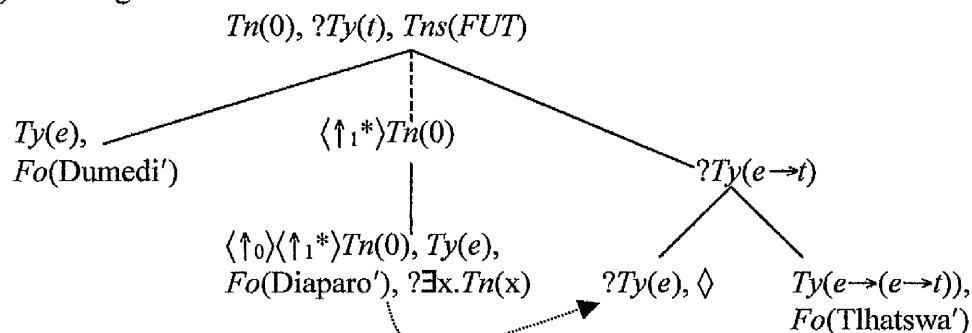 Tn(0), ?Ty(t), Tns(FUT)
Ty(e), ⟨↑₁*⟩Tn(0)
Fo(Dumedi′) ?Ty(e→t)
⟨↑₀⟩⟨↑₁*⟩Tn(0), Ty(e), ?Ty(e), ◊ Ty(e→(e→t)),
Fo(Diaparo′), ?∃x.Tn(x) Fo(Tlhatswa′)